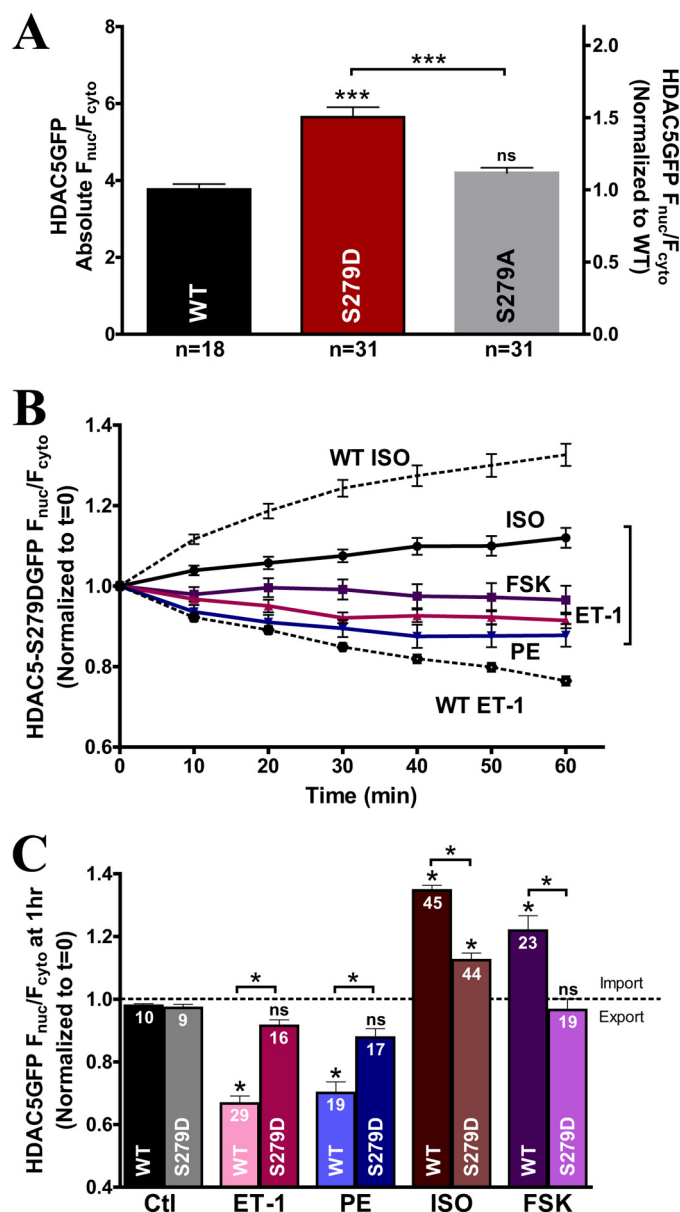 A
HDAC5GFP
Absolute Fnuc/Fcyto
8
6
4
2
0
***
***
ns
WT
S279D
S279A
n=18
n=31
n=31
2.0
1.5
1.0
0.5
0.0
HDAC5GFP Fnuc/Fcyto
(Normalized to WT)
B
HDAC5-S279DGFP Fnuc/Fcyto
(Normalized to t=0)
1.4
1.2
1.0
0.8
0.6
WT ISO
ISO
FSK
ET-1
PE
WT ET-1
0 10 20 30 40 50 60
Time (min)
C
HDAC5GFP Fnuc/Fcyto at 1hr
(Normalized to t=0)
1.4
1.2
1.0
0.8
0.6
0.4
* *
* 45 * *
* 44 23
* * ns Import
10 9 ns ns 19 Export
16 17
* *
29 19
WT S279D WT S279D WT S279D WT S279D WT S279D
Ctl ET-1 PE ISO FSK